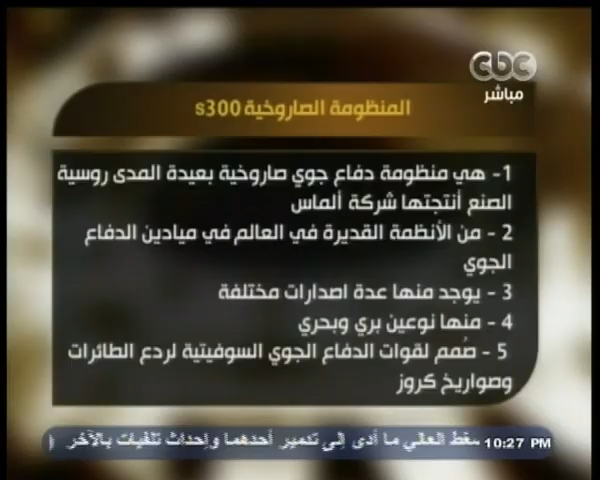 cbc
مباشر
المنظومة الصاروخية s300
1- هي منظومة دفاع جوي صاروخية بعيدة المدى روسية
الصنع أنتجتها شركة ألماس
2 - من الأنظمة القديرة في العالم في ميادين الدفاع
الجوي
3 - يوجد منها عدة اصدارات مختلفة
4 - منها نوعين بري وبحري
5 - صُمم لقوات الدفاع الجوي السوفيتية لردع الطائرات
وصواريخ كروز
10:27 PM سغط العالي ما أدى إلى تدمير أحدهما وإحداث تلفيات بالآخر